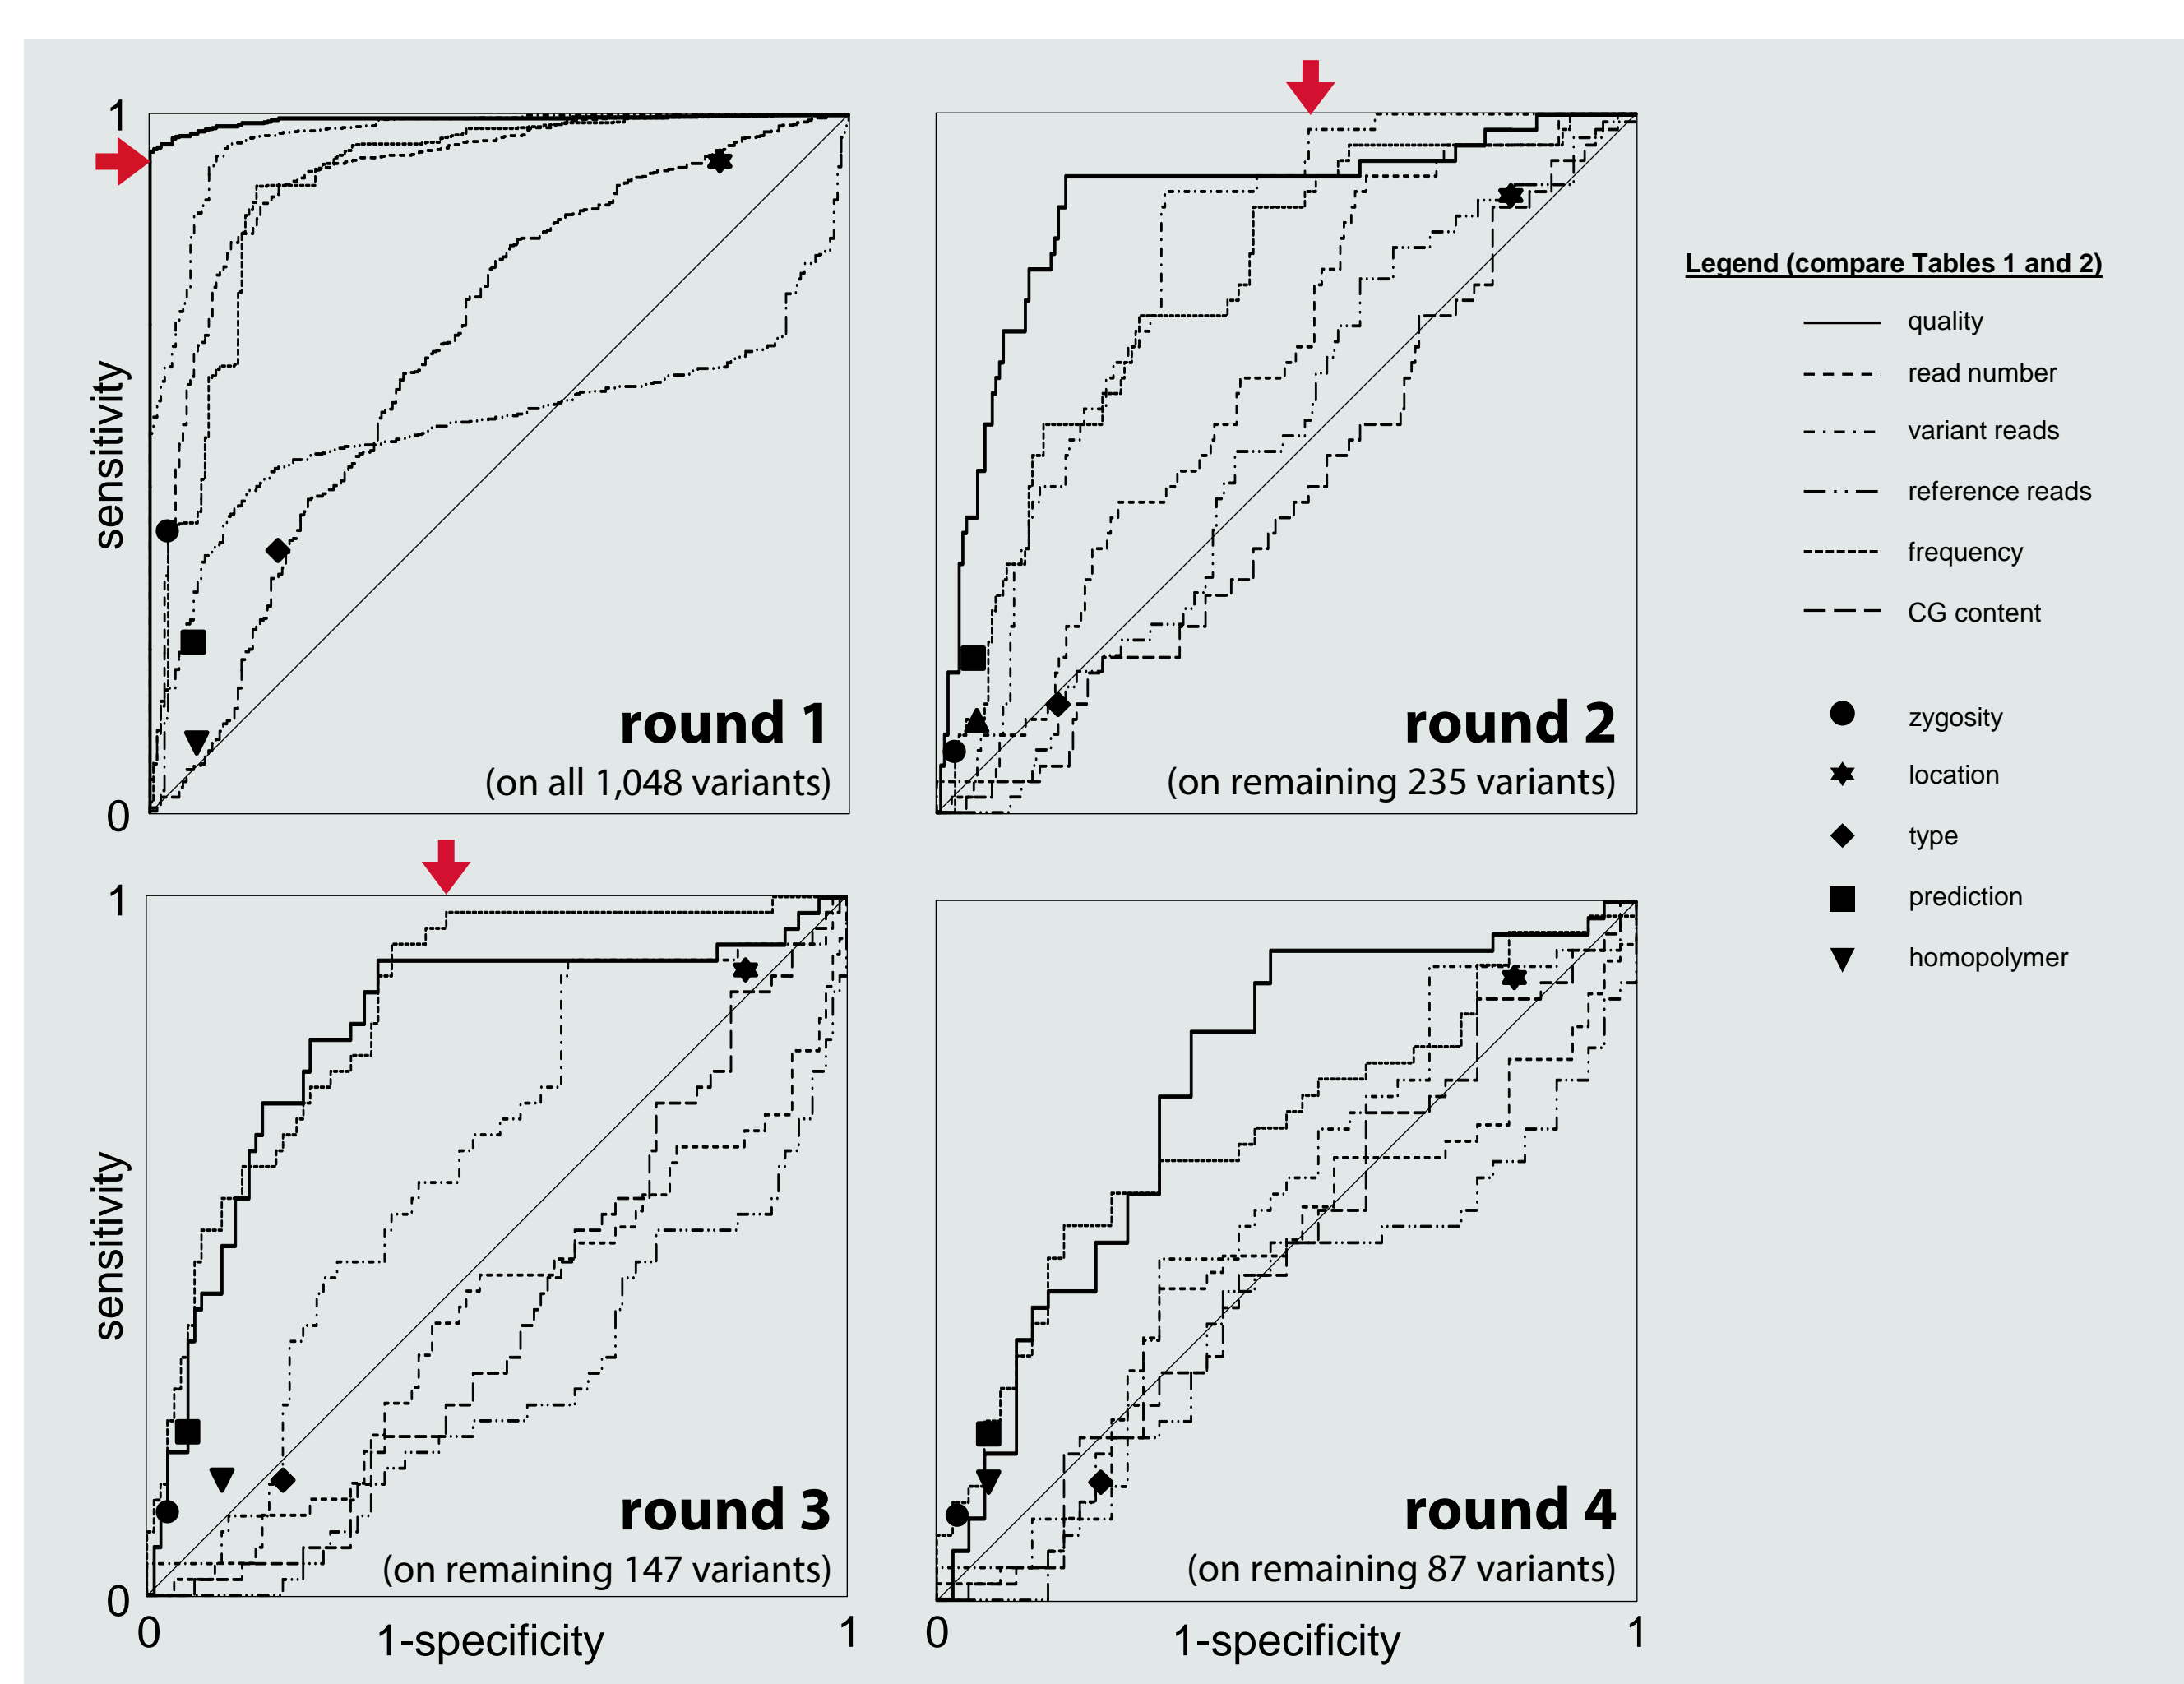 1
sensitivity
0
round 1
(on all 1,048 variants)
round 2
(on remaining 235 variants)
Legend (compare Tables 1 and 2)
quality
read number
variant reads
reference reads
frequency
CG content
zygosity
location
type
prediction
homopolymer
1
sensitivity
0
round 3
(on remaining 147 variants)
0
1-specificity
1
round 4
(on remaining 87 variants)
0
1-specificity
1